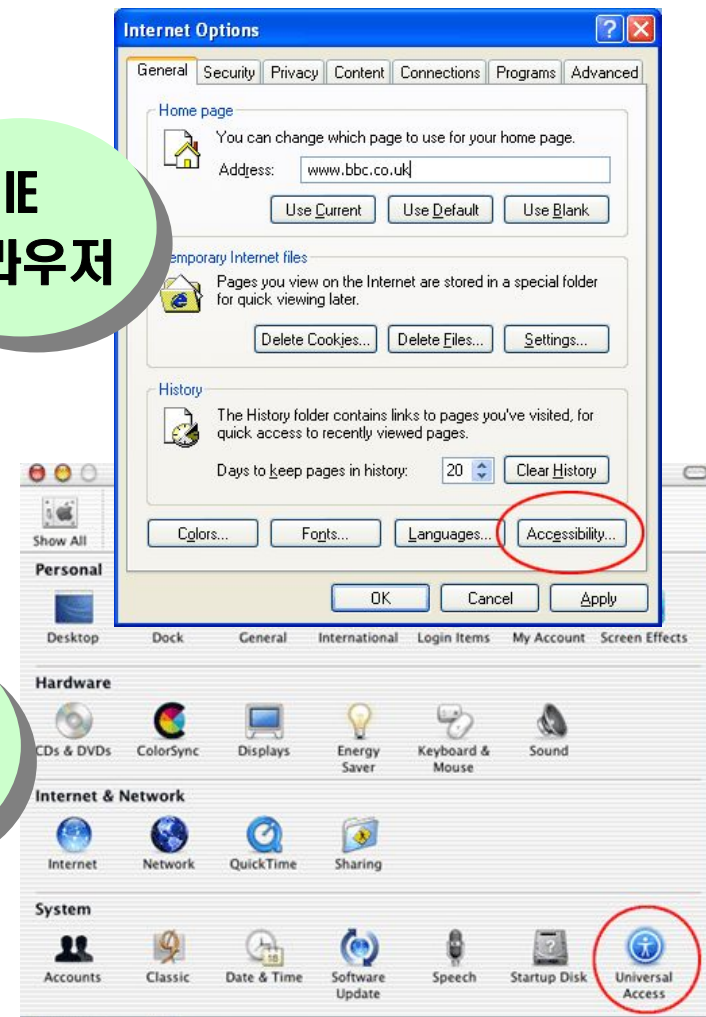 Internet Options
General Security Privacy Content Connections Programs Advanced
Home page
You can change which page to use for your home page.
Address: www.bbc.co.uk
Use Current Use Default Use Blank
IE
라우저
Temporary Internet files
Pages you view on the Internet are stored in a special folder
for quick viewing later.
Delete Cookies... Delete Files... Settings...
History
The History folder contains links to pages you've visited, for
quick access to recently viewed pages.
Days to keep pages in history: 20 Clear History
Colors... Fonts... Languages... Accessibility...
OK Cancel Apply
Show All
Personal
Desktop Dock General International Login Items My Account Screen Effects
Hardware
CDs & DVDs ColorSync Displays Energy Saver Keyboard & Mouse Sound
Internet & Network
Internet Network QuickTime Sharing
System
Accounts Classic Date & Time Software Update Speech Startup Disk Universal Access